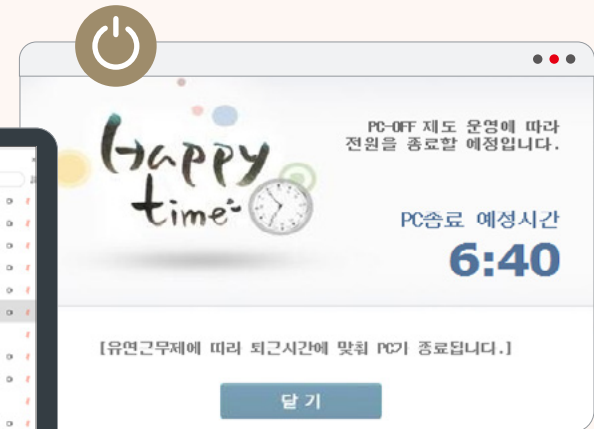 Happy
time
PC-OFF 제도 운영에 따라
전원을 종료할 예정입니다.
PC종료 예정시간
6:40
[유연근무제에 따라 퇴근시간에 맞춰 PC가 종료됩니다.]
닫기